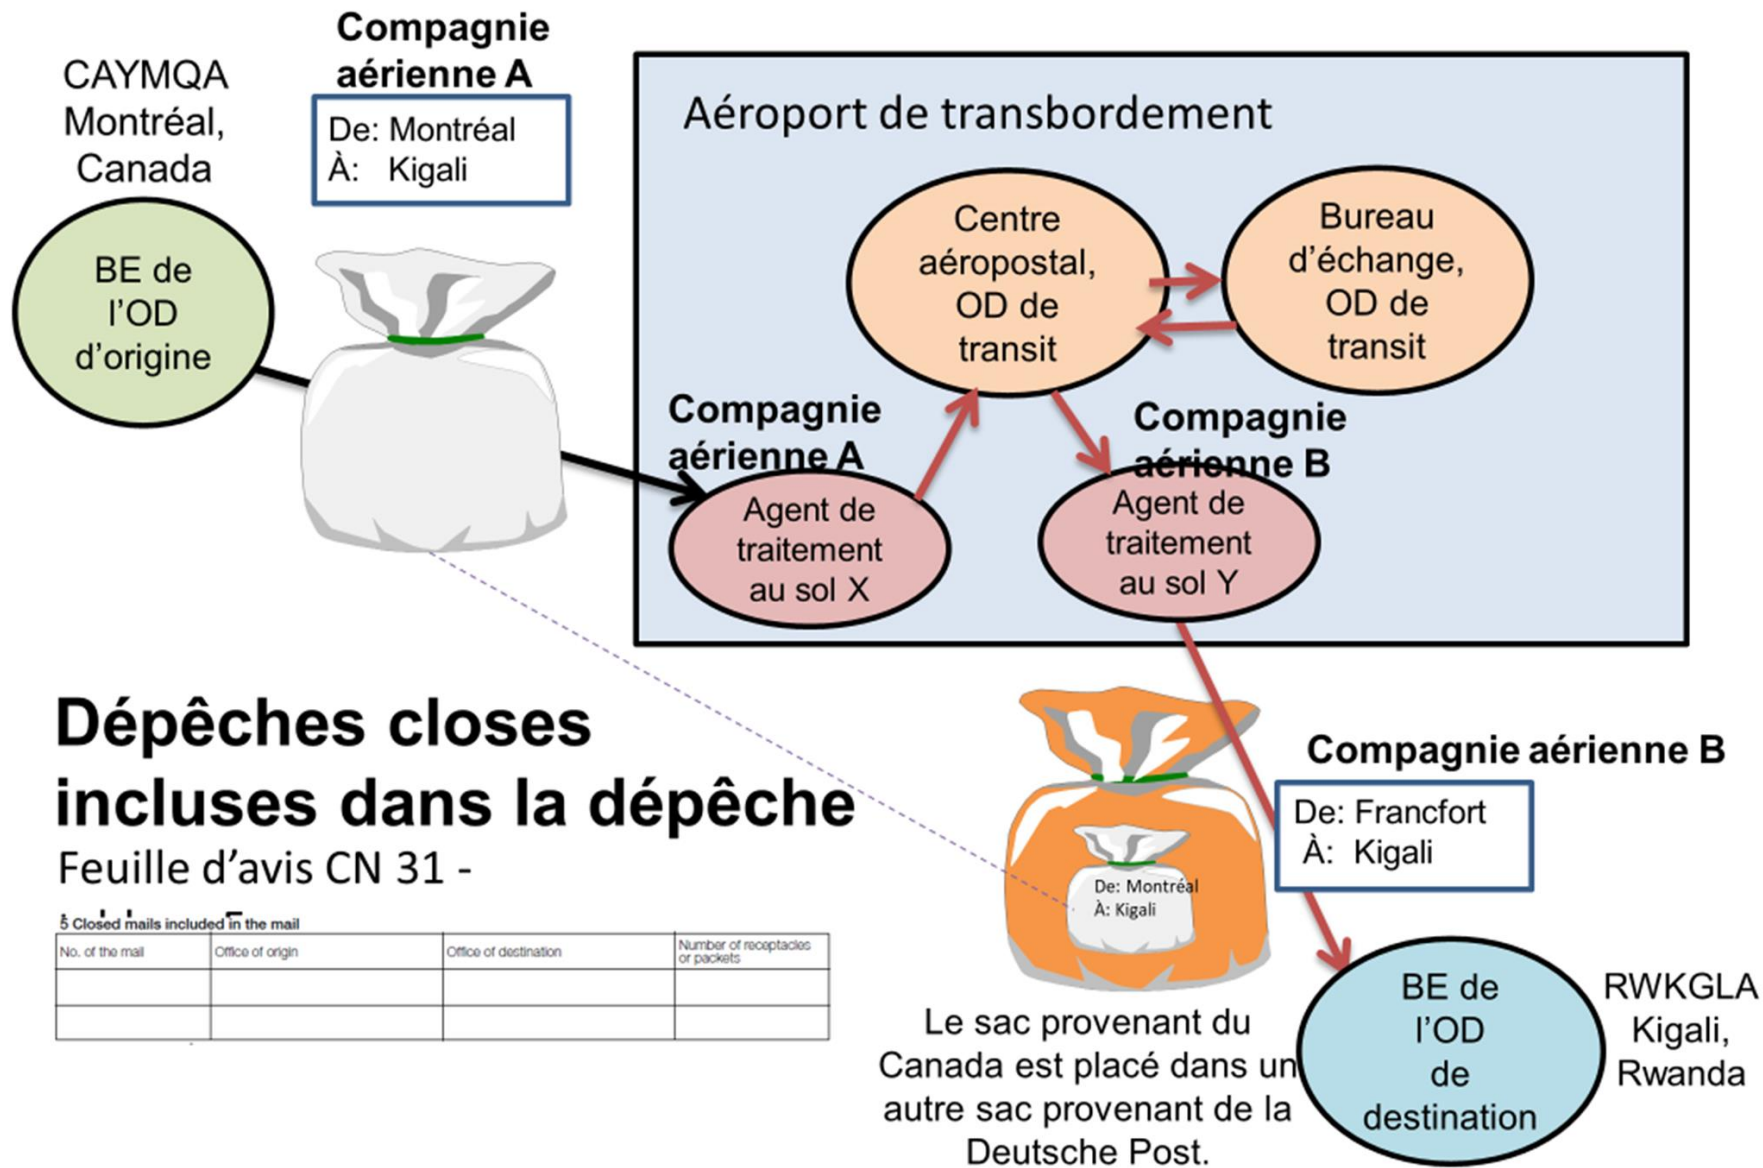 CAYMQA
Montréal,
Canada
Compagnie
aérienne A
De: Montréal
À: Kigali
BE de
l'OD
d'origine
Aéroport de transbordement
Centre
aéropostal,
OD de
transit
Bureau
d'échange,
OD de
transit
Compagnie
aérienne A
Agent de
traitement
au sol X
Compagnie
aérienne B
Agent de
traitement
au sol Y
Dépêches closes
incluses dans la dépêche
Feuille d'avis CN 31 -
5 Closed mails included in the mail
No. of the mail
Office of origin
Office of destination
Number of receptacles
or packets
Compagnie aérienne B
De: Francfort
À: Kigali
De: Montréal
À: Kigali
Le sac provenant du
Canada est placé dans un
autre sac provenant de la
Deutsche Post.
BE de
l'OD
de
destination
RWKGLA
Kigali,
Rwanda